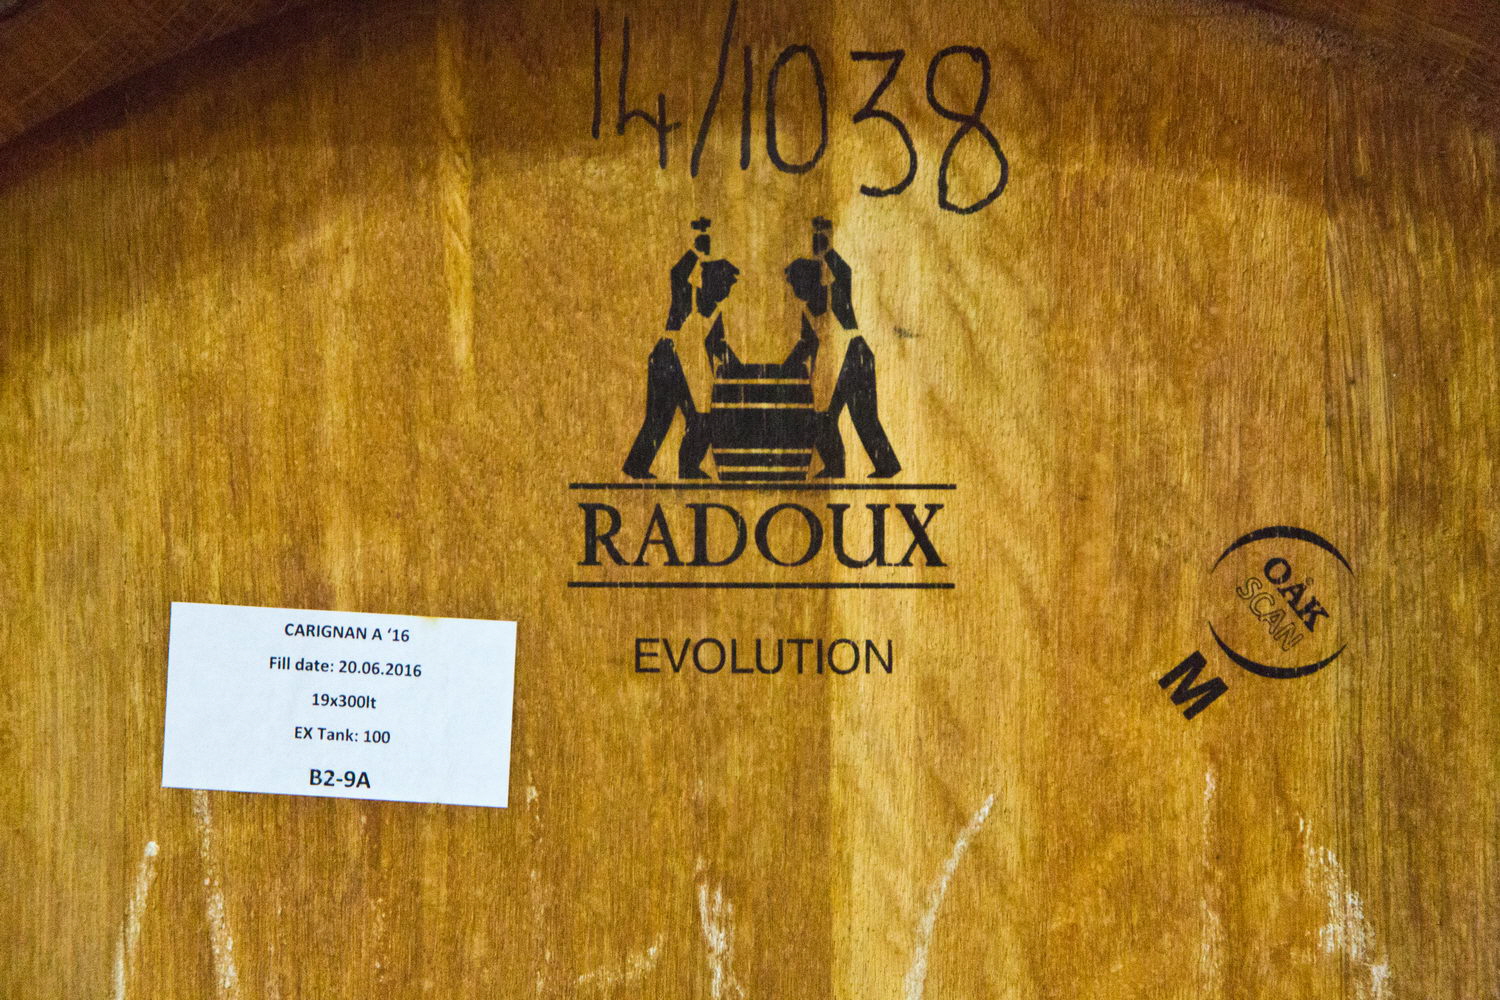 14/1038
RADOUX
EVOLUTION
OAK
SCAN
M
CARIGNAN A ‘16
Fill date: 20.06.2016
19x300lt
EX Tank: 100
B2-9A